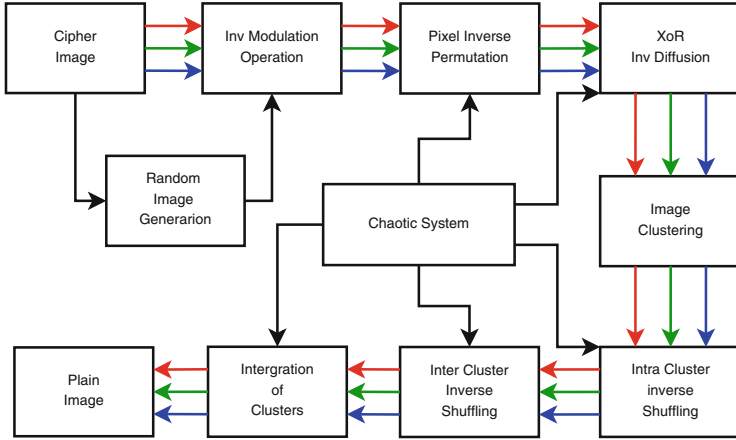 Cipher
Image
Inv Modulation
Operation
Pixel Inverse
Permutation
XoR
Inv Diffusion
Random
Image
Generarion
Chaotic System
Image
Clustering
Plain
Image
Intergration
of
Clusters
Inter Cluster
Inverse
Shuffling
Intra Cluster
inverse
Shuffling